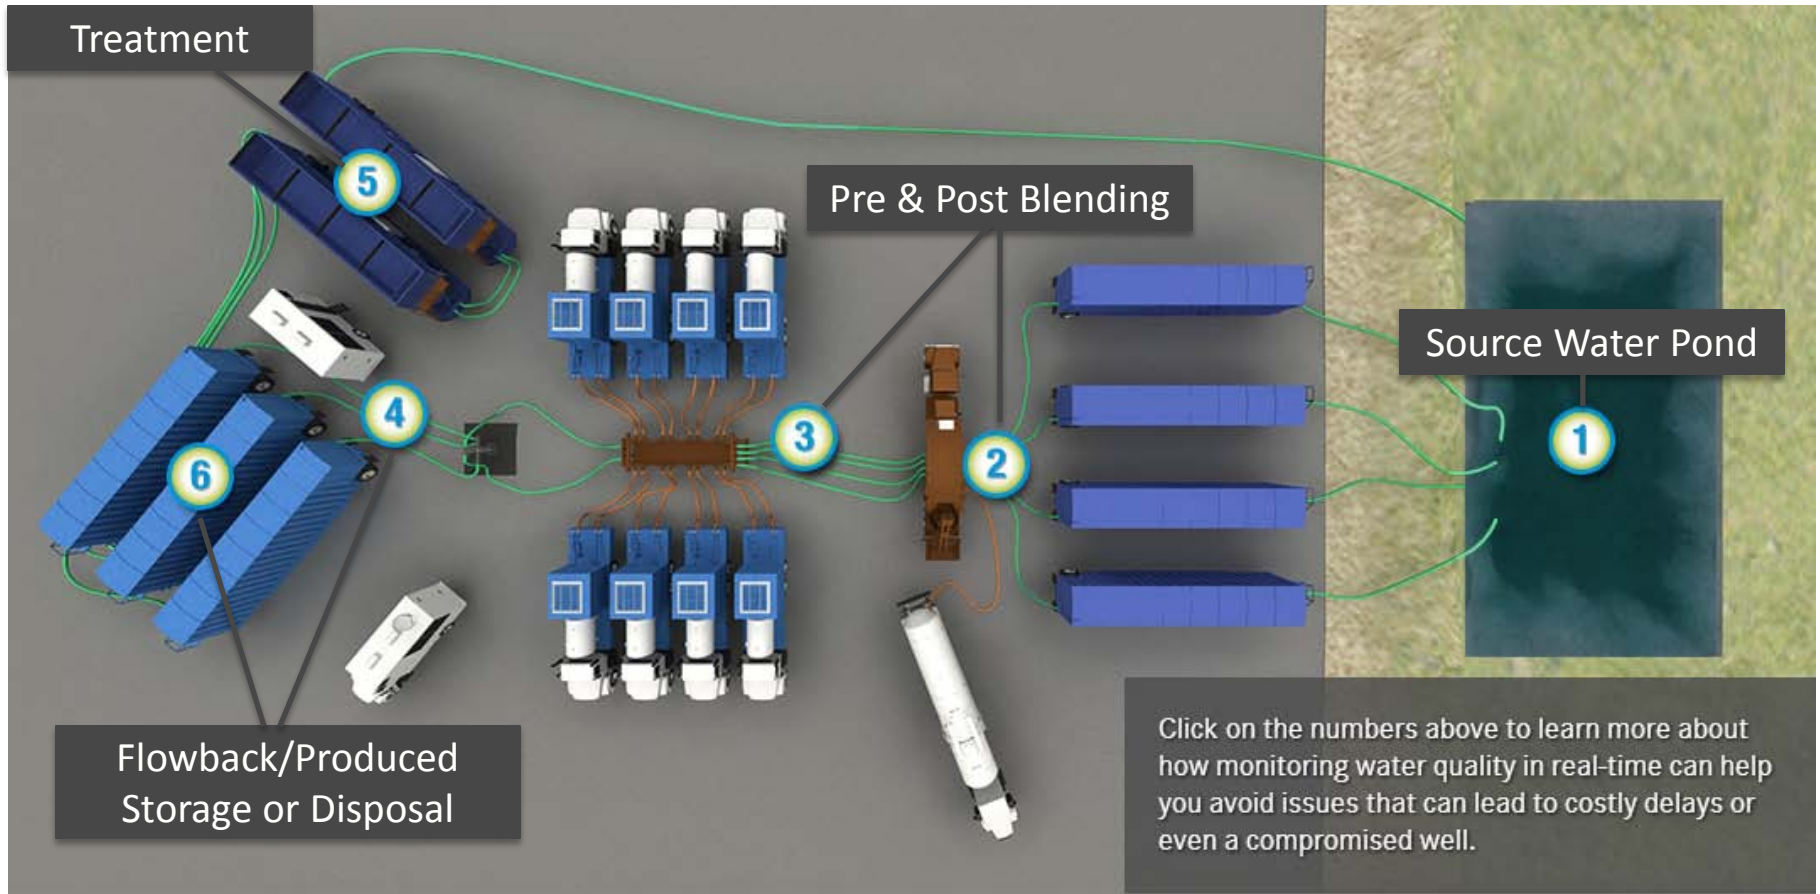 Treatment
5
Pre & Post Blending
Source Water Pond
4
3
2
1
6
Flowback/Produced
Storage or Disposal
Click on the numbers above to learn more about
how monitoring water quality in real-time can help
you avoid issues that can lead to costly delays or
even a compromised well.